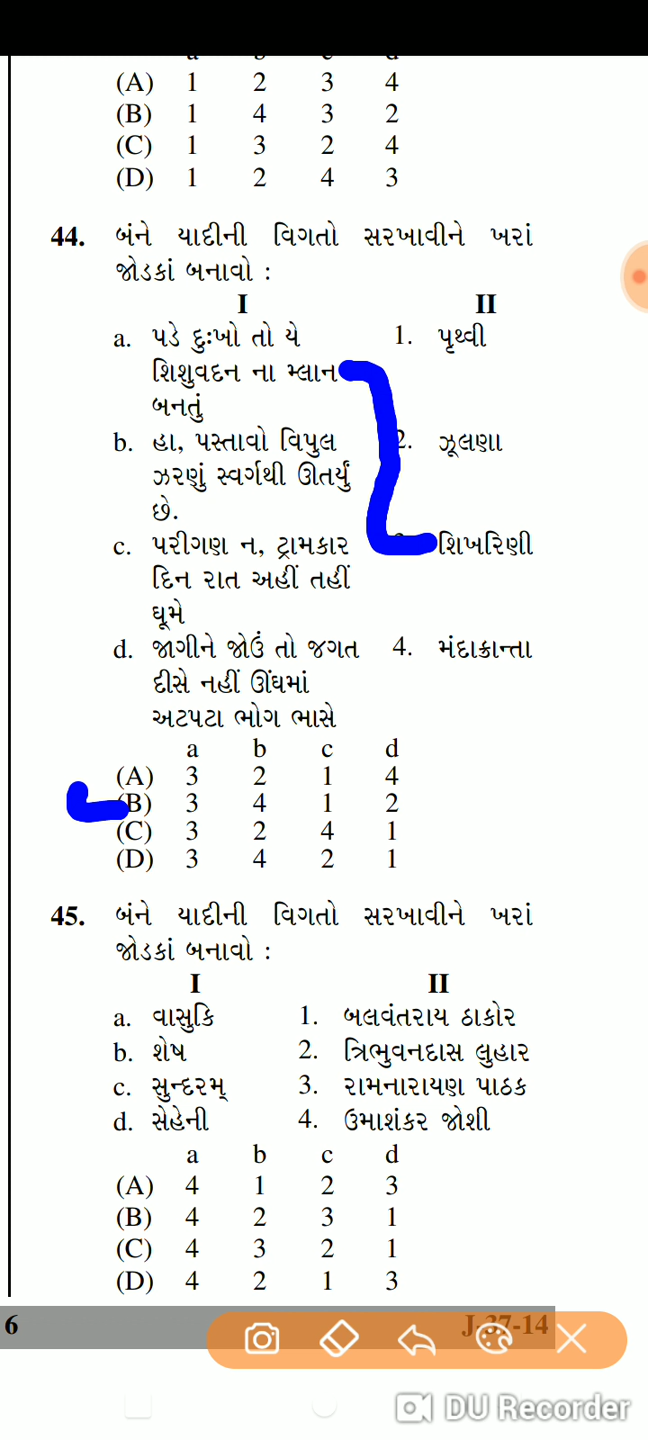 (A) 1 2 3 4
(B) 1 4 3 2
(C) 1 3 2 4
(D) 1 2 4 3
44. બંને યાદીની વિગતો સરખાવીને ખરાં
જોડકાં બનાવો :
I II
a. પડે દુઃખો તો યે 1. પૃથ્વી
શિશુવદન ના મ્લાન
બનતું
b. હા, પસ્તાવો વિપુલ 2. ઝૂલણા
ઝરણું સ્વર્ગથી ઊતર્યું
છે.
c. પરીગણ ન, ટ્રામકાર શિખરિણી
દિન રાત અહીં તહીં
ઘૂમે
d. જાગીને જોઉં તો જગત 4. મંદાક્રાન્તા
દીસે નહીં ઊંઘમાં
અટપટા ભોગ ભાસે
a b c d
(A) 3 2 1 4
(B) 3 4 1 2
(C) 3 2 4 1
(D) 3 4 2 1
45. બંને યાદીની વિગતો સરખાવીને ખરાં
જોડકાં બનાવો :
I II
a. વાસુકિ 1. બલવંતરાય ઠાકોર
b. શેષ 2. ત્રિભુવનદાસ લુહાર
c. સુન્દરમ્ 3. રામનારાયણ પાઠક
d. સેહેની 4. ઉમાશંકર જોશી
a b c d
(A) 4 1 2 3
(B) 4 2 3 1
(C) 4 3 2 1
(D) 4 2 1 3
6 J-37-14
DU Recorder